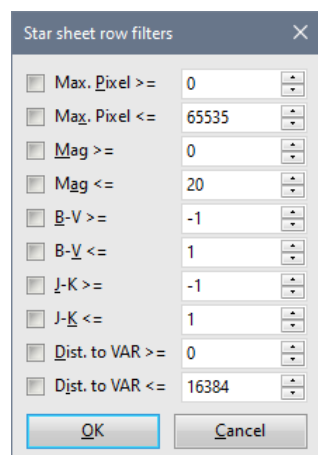 Star sheet row filters
Max. Pixel >= 0
Max. Pixel <= 65535
Mag >= 0
Mag <= 20
B-V >= -1
B-V <= 1
J-K >= -1
J-K <= 1
Dist. to VAR >= 0
Dist. to VAR <= 16384
OK Cancel